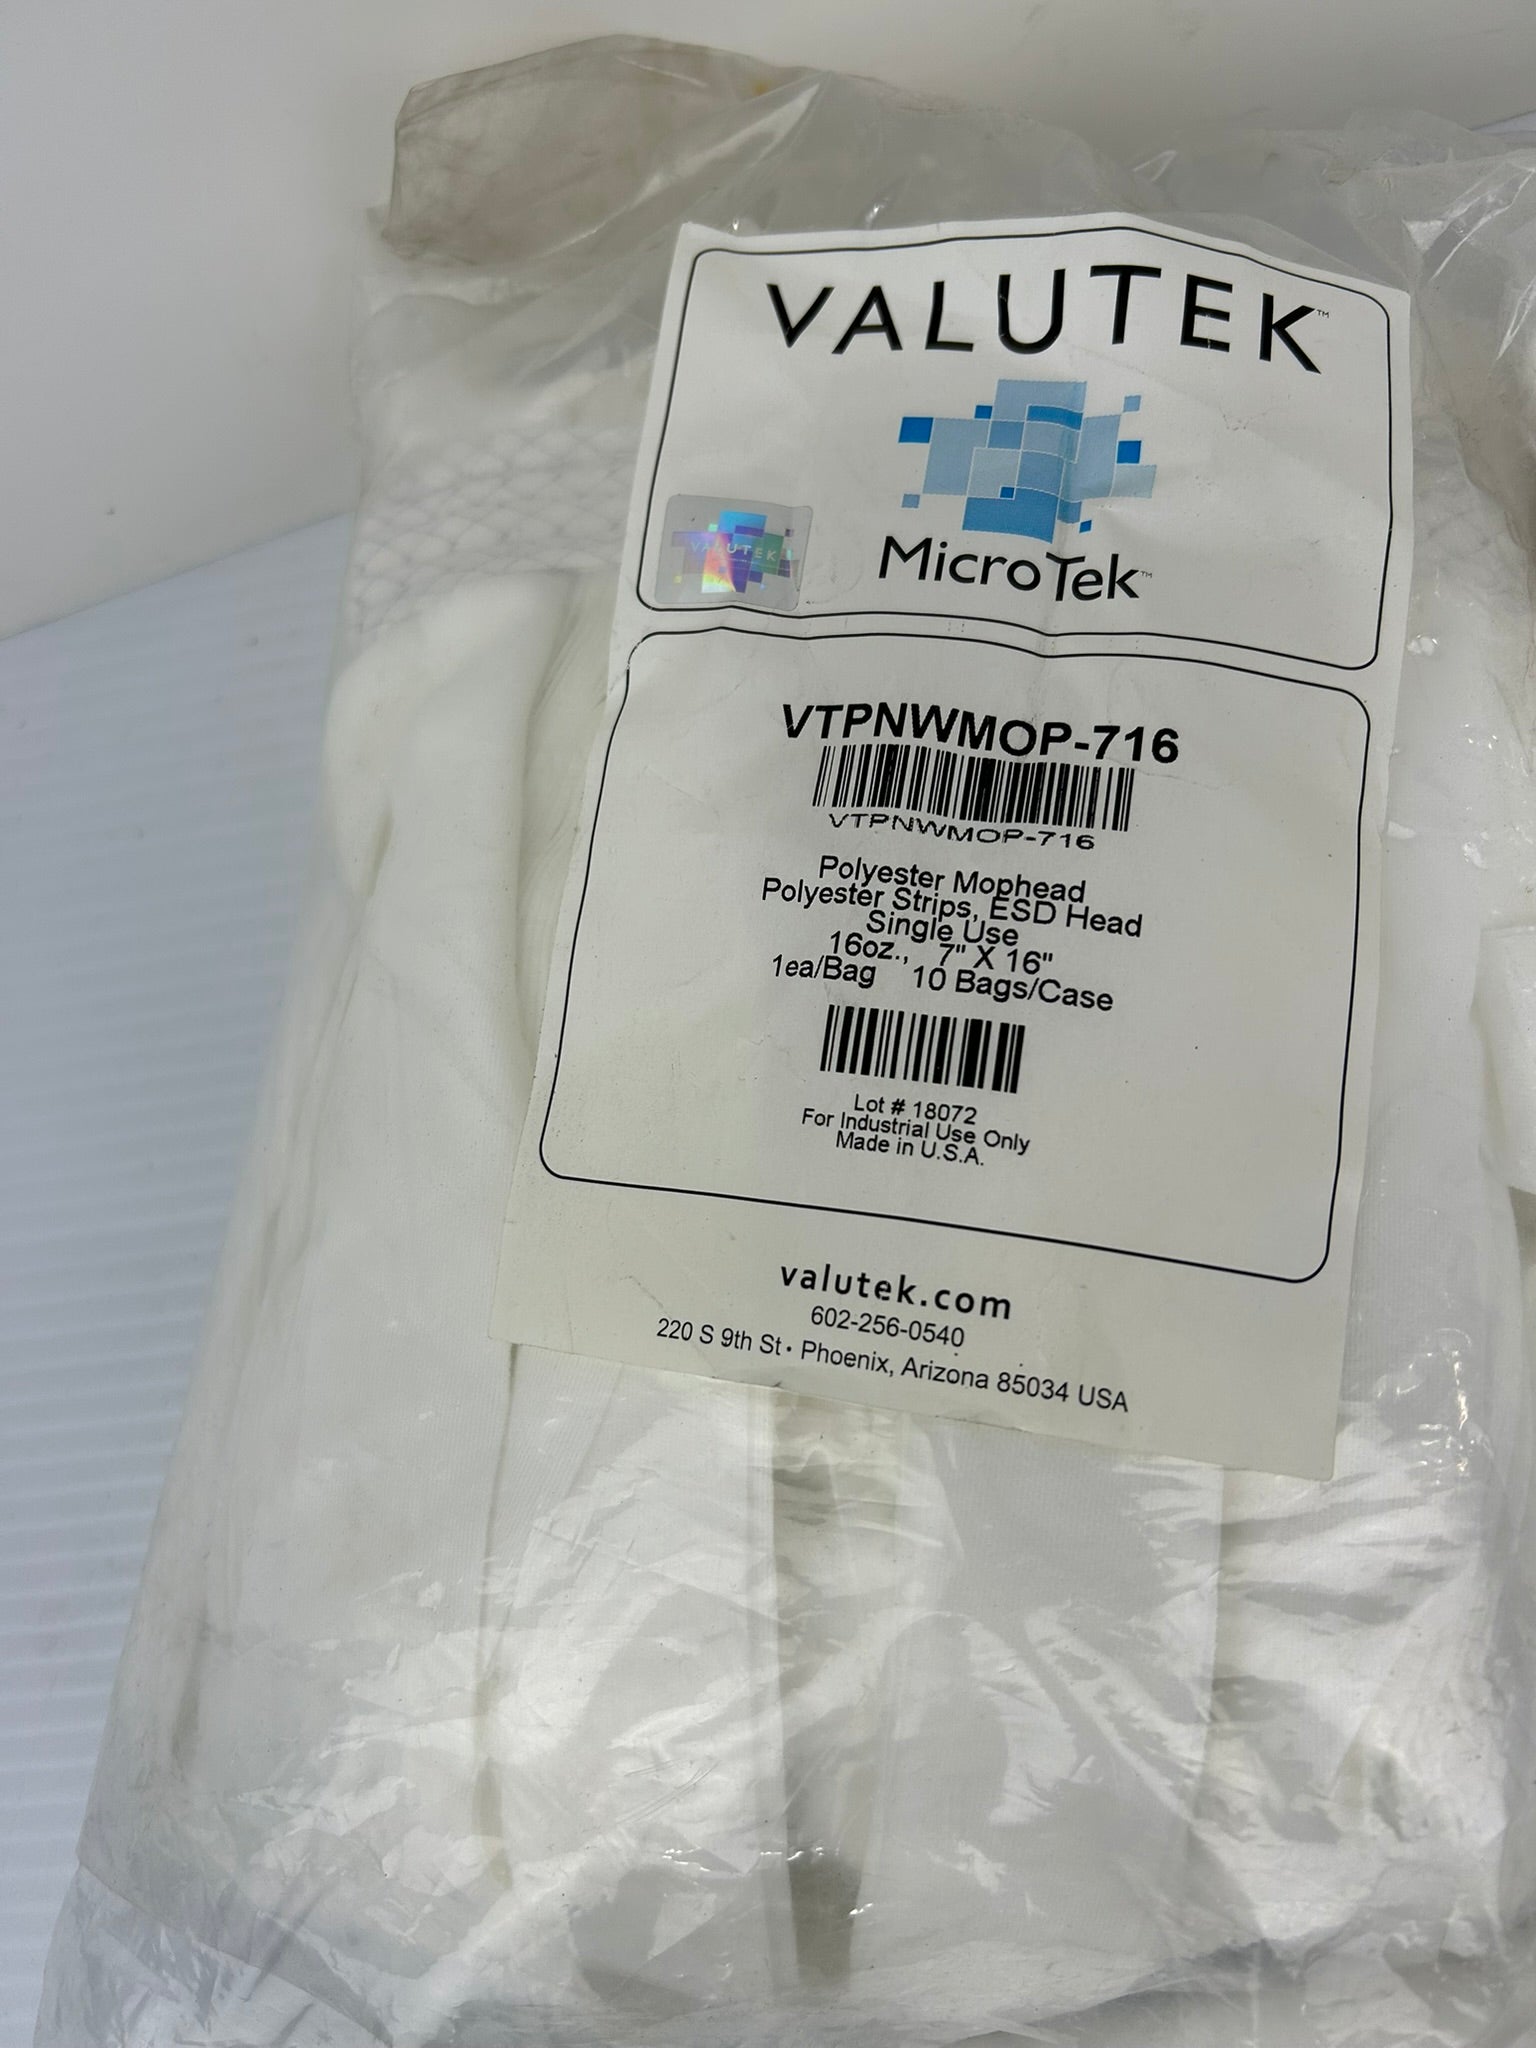 VALUTEK™
VALUTEK
MicroTek™
VTPNWMOP-716
VTPNWMOP-716
Polyester Mophead
Polyester Strips, ESD Head
Single Use
16oz., 7" X 16"
1ea/Bag 10 Bags/Case
Lot # 18072
For Industrial Use Only
Made in U.S.A.
valutek.com
602-256-0540
220 S 9th St • Phoenix, Arizona 85034 USA